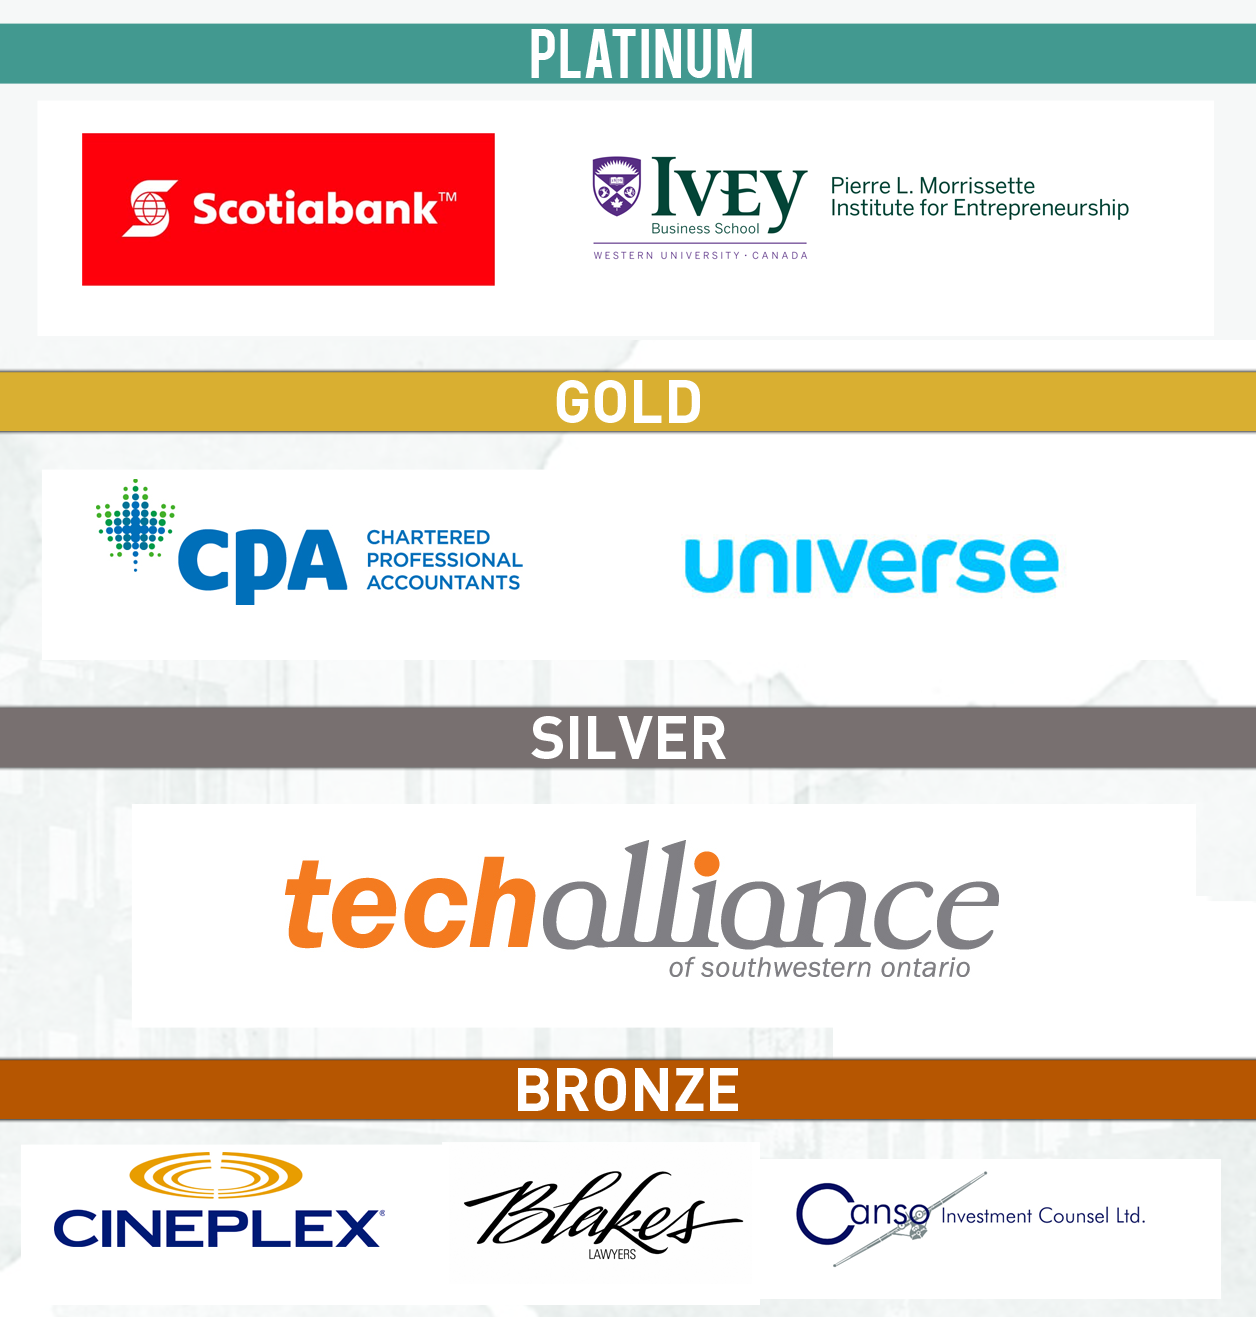 PLATINUM
Scotiabank™
IVEY
Business School
WESTERN UNIVERSITY · CANADA
Pierre L. Morrissette
Institute for Entrepreneurship
GOLD
CPA
CHARTERED
PROFESSIONAL
ACCOUNTANTS
universe
SILVER
techalliance
of southwestern ontario
BRONZE
CINEPLEX®
Blakes
LAWYERS
Canso Investment Counsel Ltd.